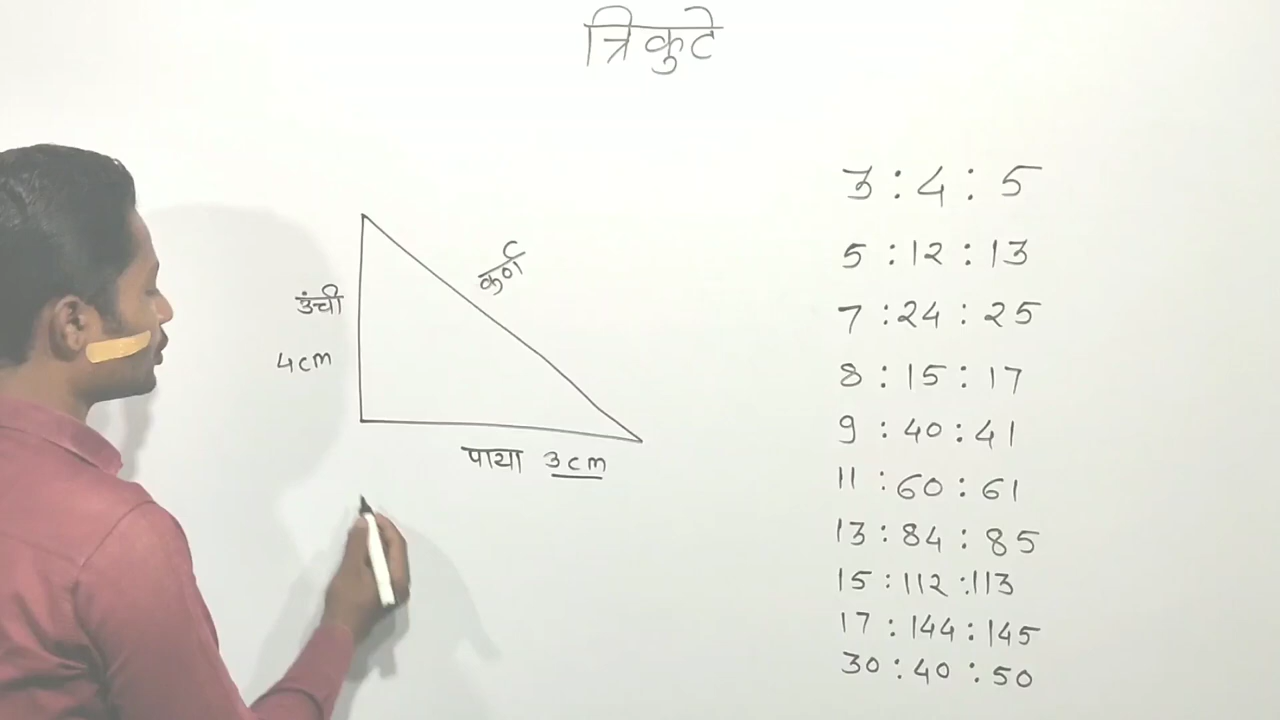 त्रिकुटे
कर्ण
उंची
4cm
पाया 3cm
3 : 4 : 5
5 : 12 : 13
7 : 24 : 25
8 : 15 : 17
9 : 40 : 41
11 : 60 : 61
13 : 84 : 85
15 : 112 : 113
17 : 144 : 145
30 : 40 : 50